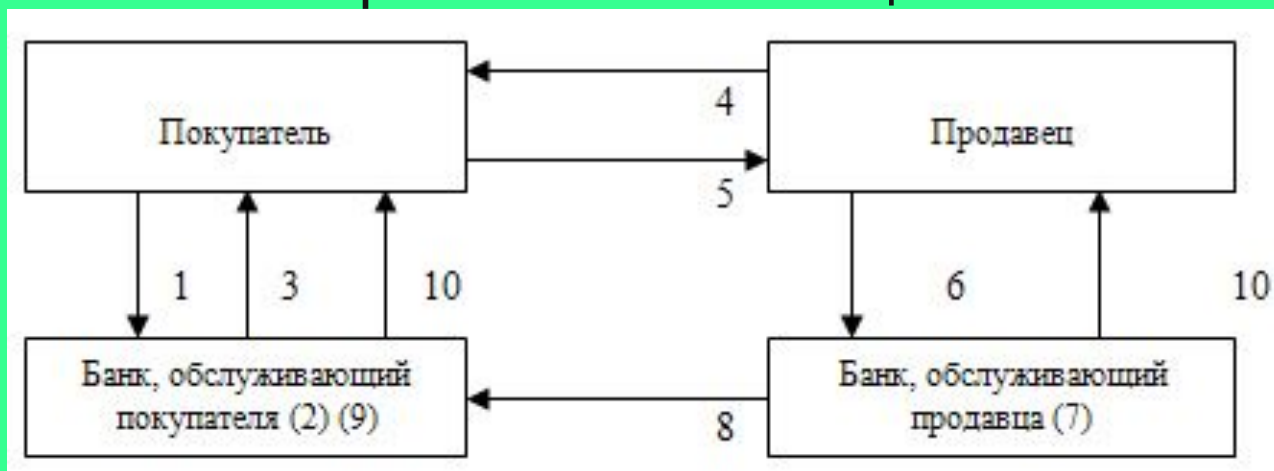 Покупатель
4
Продавец
5
1
3
10
6
10
Банк, обслуживающий
покупателя (2) (9)
8
Банк, обслуживающий
продавца (7)